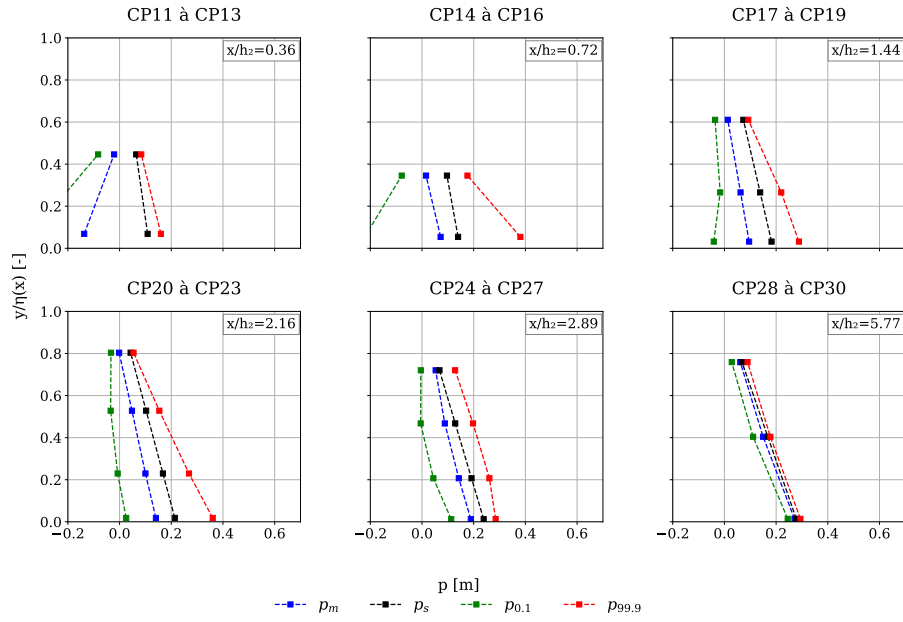 CP11 à CP13
CP14 à CP16
CP17 à CP19
x/h₂=0.36
x/h₂=0.72
x/h₂=1.44
1.0
0.8
0.6
0.4
0.2
0.0
CP20 à CP23
CP24 à CP27
CP28 à CP30
x/h₂=2.16
x/h₂=2.89
x/h₂=5.77
1.0
0.8
0.6
0.4
0.2
0.0
−0.2 0.0 0.2 0.4 0.6
−0.2 0.0 0.2 0.4 0.6
−0.2 0.0 0.2 0.4 0.6
y/η(x) [-]
p [m]
p_m p_s p_0.1 p_99.9